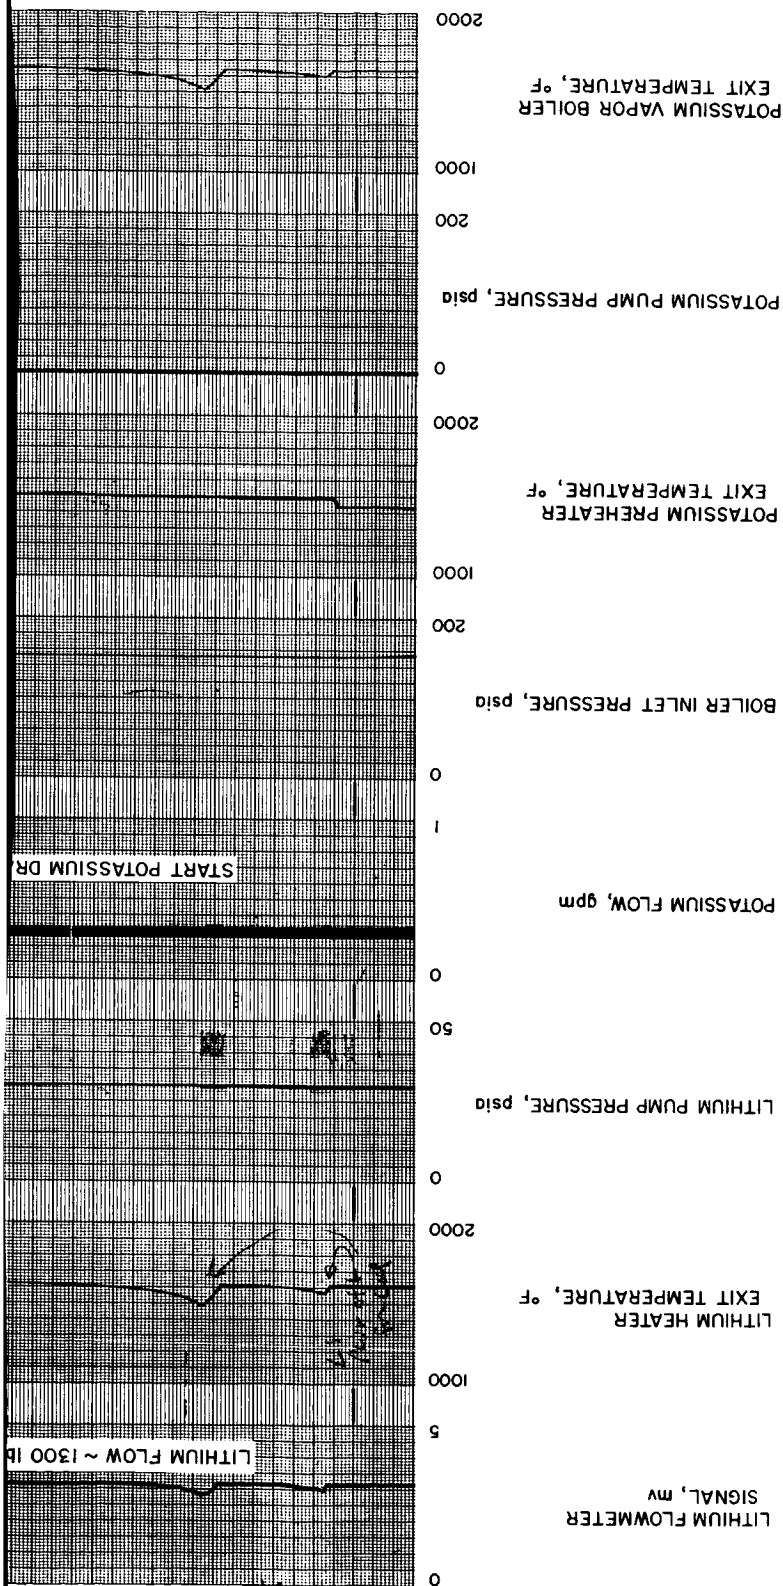 0
LITHIUM FLOWMETER
SIGNAL, mv
LITHIUM FLOW ~ 1300 lb
5
1000
LITHIUM HEATER
EXIT TEMPERATURE, °F
2000
0
LITHIUM PUMP PRESSURE, psia
50
0
POTASSIUM FLOW, gpm
START POTASSIUM DR
1
0
BOILER INLET PRESSURE, psia
200
1000
POTASSIUM PREHEATER
EXIT TEMPERATURE, °F
2000
0
POTASSIUM PUMP PRESSURE, psia
200
1000
POTASSIUM VAPOR BOILER
EXIT TEMPERATURE, °F
2000